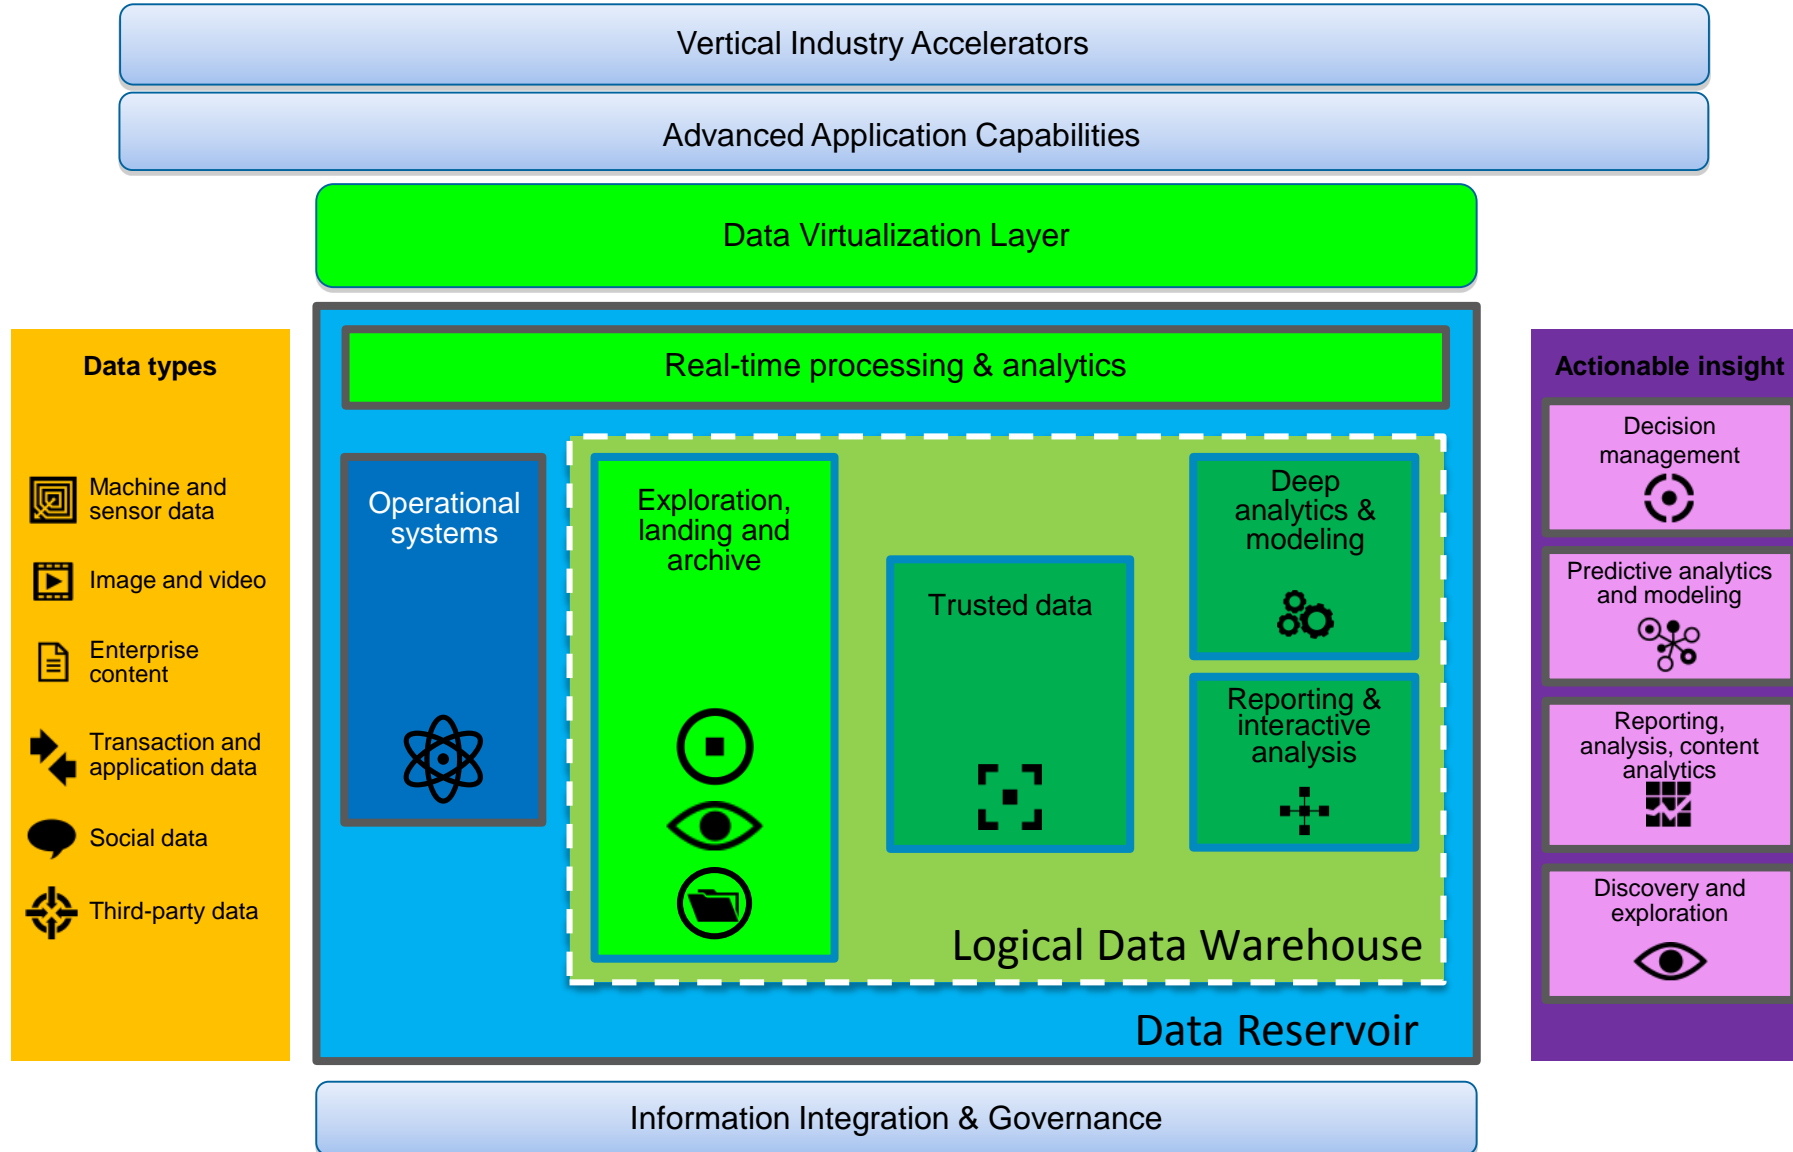 Vertical Industry Accelerators
Advanced Application Capabilities
Data Virtualization Layer
Data types
Machine and
sensor data
Image and video
Enterprise
content
Transaction and
application data
Social data
Third-party data
Real-time processing & analytics
Operational
systems
Exploration,
landing and
archive
Trusted data
Deep
analytics &
modeling
Reporting &
interactive
analysis
Logical Data Warehouse
Data Reservoir
Actionable insight
Decision
management
Predictive analytics
and modeling
Reporting,
analysis, content
analytics
Discovery and
exploration
Information Integration & Governance